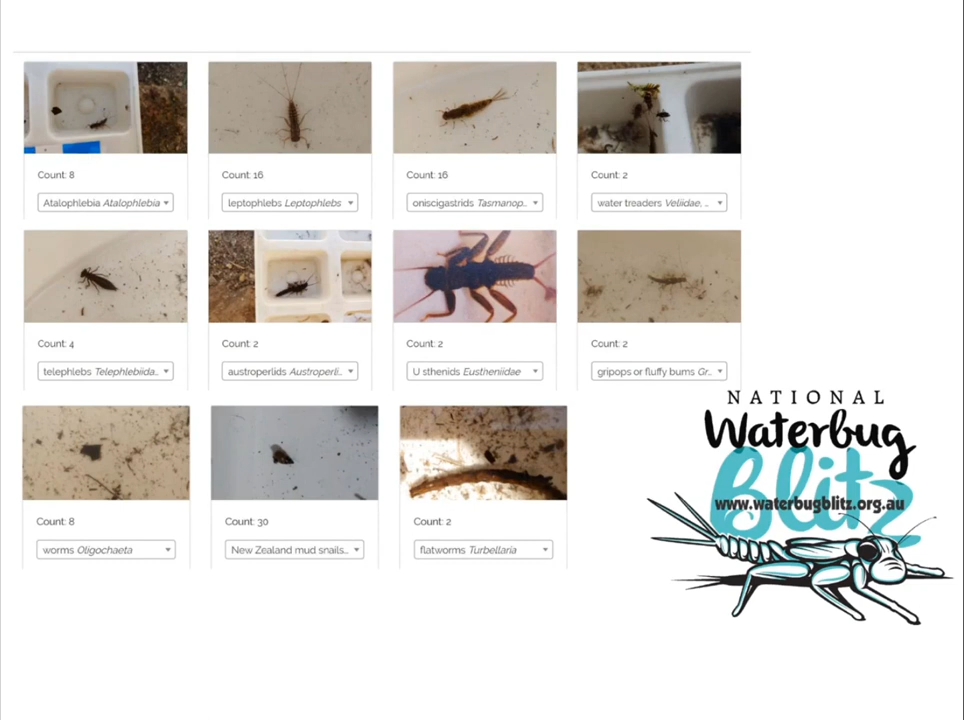 Count: 8
Count: 16
Count: 16
Count: 2
Atalophlebia Atalophlebia
leptophlebs Leptophlebs
oniscigastrids Tasmanop...
water treaders Veliidae, ...
Count: 4
Count: 2
Count: 2
Count: 2
telephlebs Telephlebiida...
austroperlids Austroperli...
U sthenids Eustheniidae
gripops or fluffy bums Gr...
Count: 8
Count: 30
Count: 2
worms Oligochaeta
New Zealand mud snails...
flatworms Turbellaria
NATIONAL
Waterbug
Blitz
www.waterbugblitz.org.au